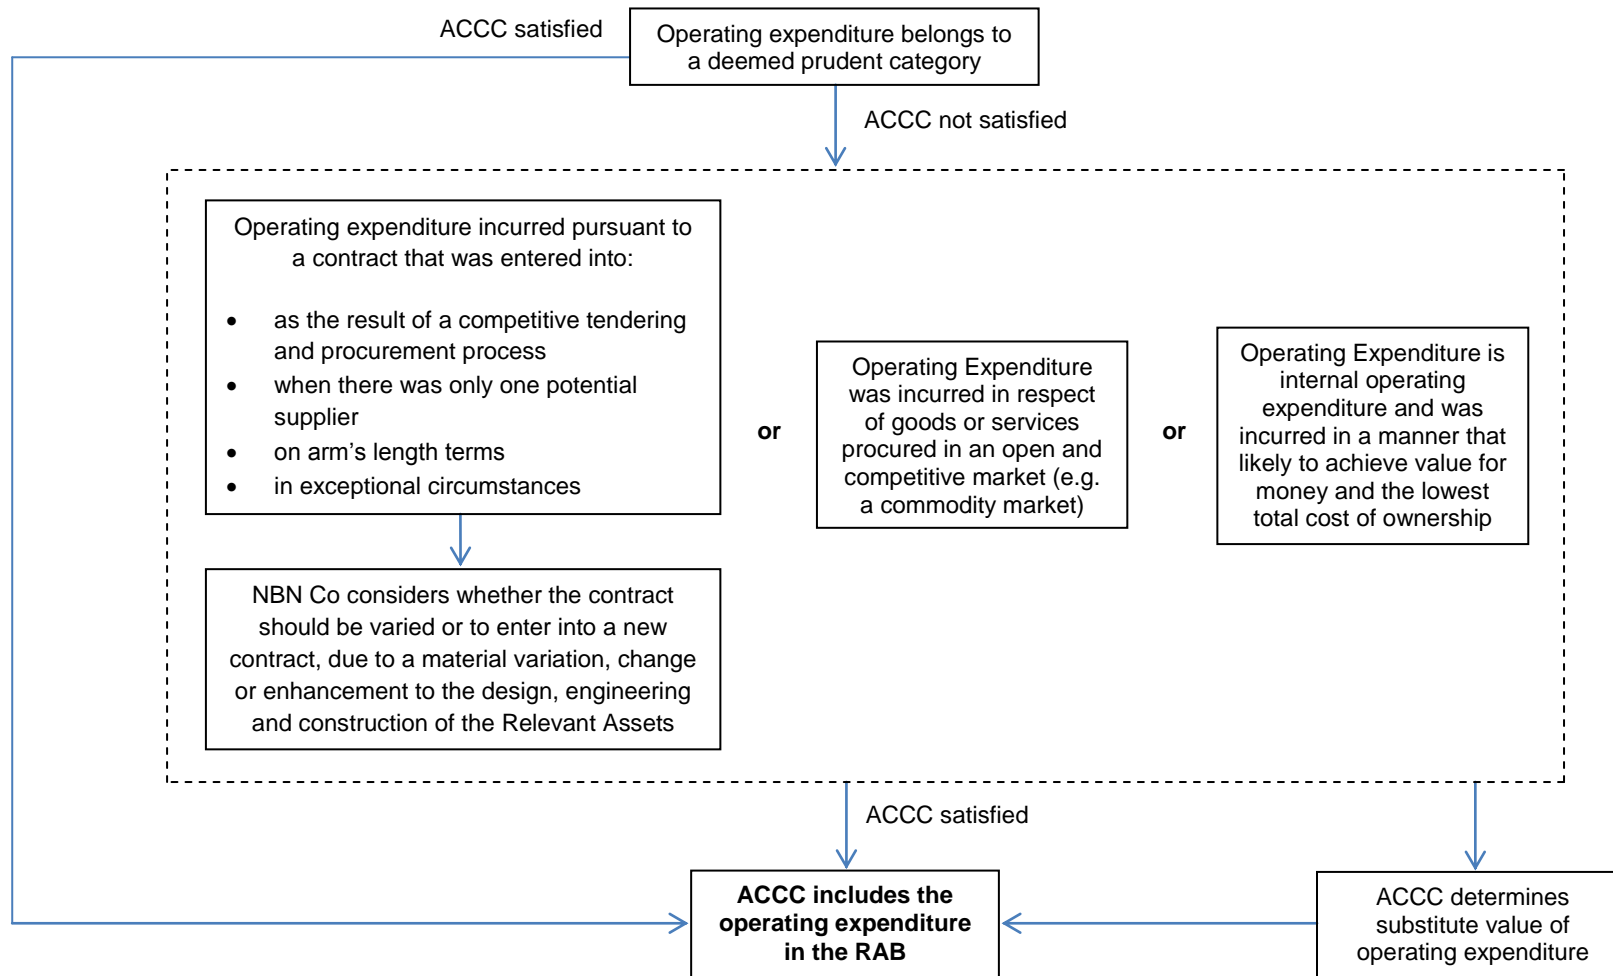 ACCC satisfied
Operating expenditure belongs to
a deemed prudent category
ACCC not satisfied
Operating expenditure incurred pursuant to
a contract that was entered into:
• as the result of a competitive tendering
and procurement process
• when there was only one potential
supplier
• on arm’s length terms
• in exceptional circumstances
or
Operating Expenditure
was incurred in respect
of goods or services
procured in an open and
competitive market (e.g.
a commodity market)
or
Operating Expenditure is
internal operating
expenditure and was
incurred in a manner that
likely to achieve value for
money and the lowest
total cost of ownership
NBN Co considers whether the contract
should be varied or to enter into a new
contract, due to a material variation, change
or enhancement to the design, engineering
and construction of the Relevant Assets
ACCC satisfied
ACCC includes the
operating expenditure
in the RAB
ACCC determines
substitute value of
operating expenditure